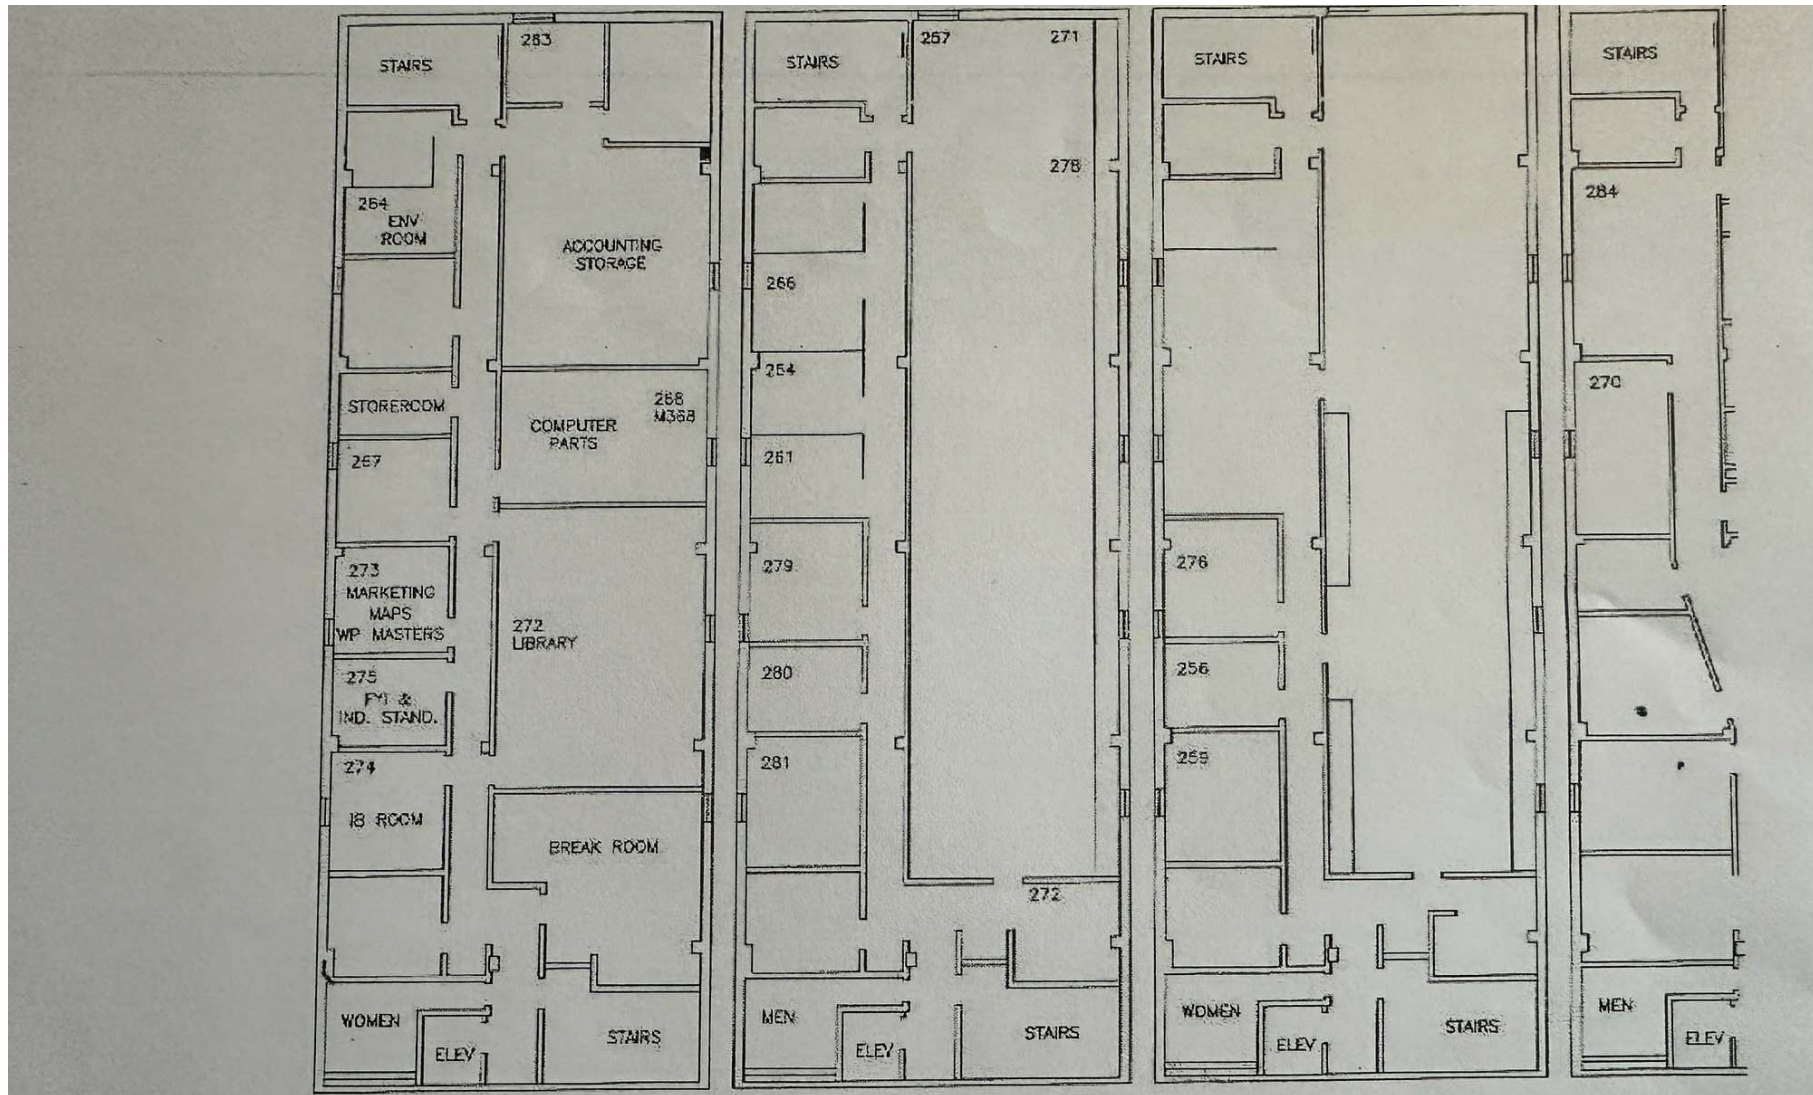 STAIRS
263
264
ENV
ROOM
ACCOUNTING
STORAGE
STOREROOM
268
M368
COMPUTER
PARTS
267
273
MARKETING
MAPS
WP MASTERS
272
LIBRARY
275
FYI &
IND. STAND.
274
18 ROOM
BREAK ROOM
WOMEN
ELEV
STAIRS
STAIRS
257
271
278
266
254
261
279
280
281
272
MEN
ELEV
STAIRS
STAIRS
276
256
259
WOMEN
ELEV
STAIRS
STAIRS
284
270
MEN
ELEV